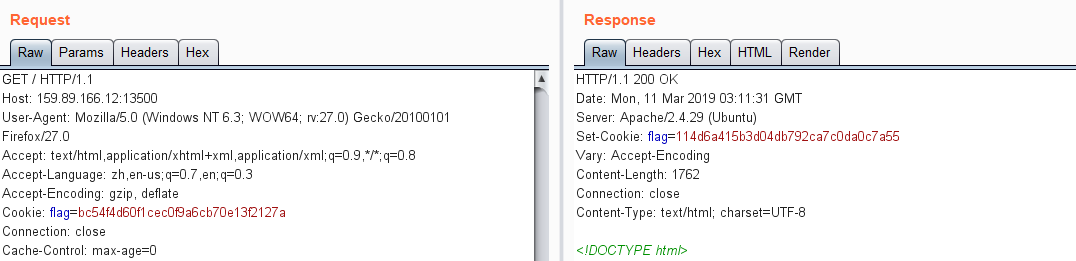 Request
Raw Params Headers Hex
GET / HTTP/1.1
Host: 159.89.166.12:13500
User-Agent: Mozilla/5.0 (Windows NT 6.3; WOW64; rv:27.0) Gecko/20100101
Firefox/27.0
Accept: text/html,application/xhtml+xml,application/xml;q=0.9,*/*;q=0.8
Accept-Language: zh,en-us;q=0.7,en;q=0.3
Accept-Encoding: gzip, deflate
Cookie: flag=bc54f4d60f1cec0f9a6cb70e13f2127a
Connection: close
Cache-Control: max-age=0
Response
Raw Headers Hex HTML Render
HTTP/1.1 200 OK
Date: Mon, 11 Mar 2019 03:11:31 GMT
Server: Apache/2.4.29 (Ubuntu)
Set-Cookie: flag=114d6a415b3d04db792ca7c0da0c7a55
Vary: Accept-Encoding
Content-Length: 1762
Connection: close
Content-Type: text/html; charset=UTF-8
<!DOCTYPE html>